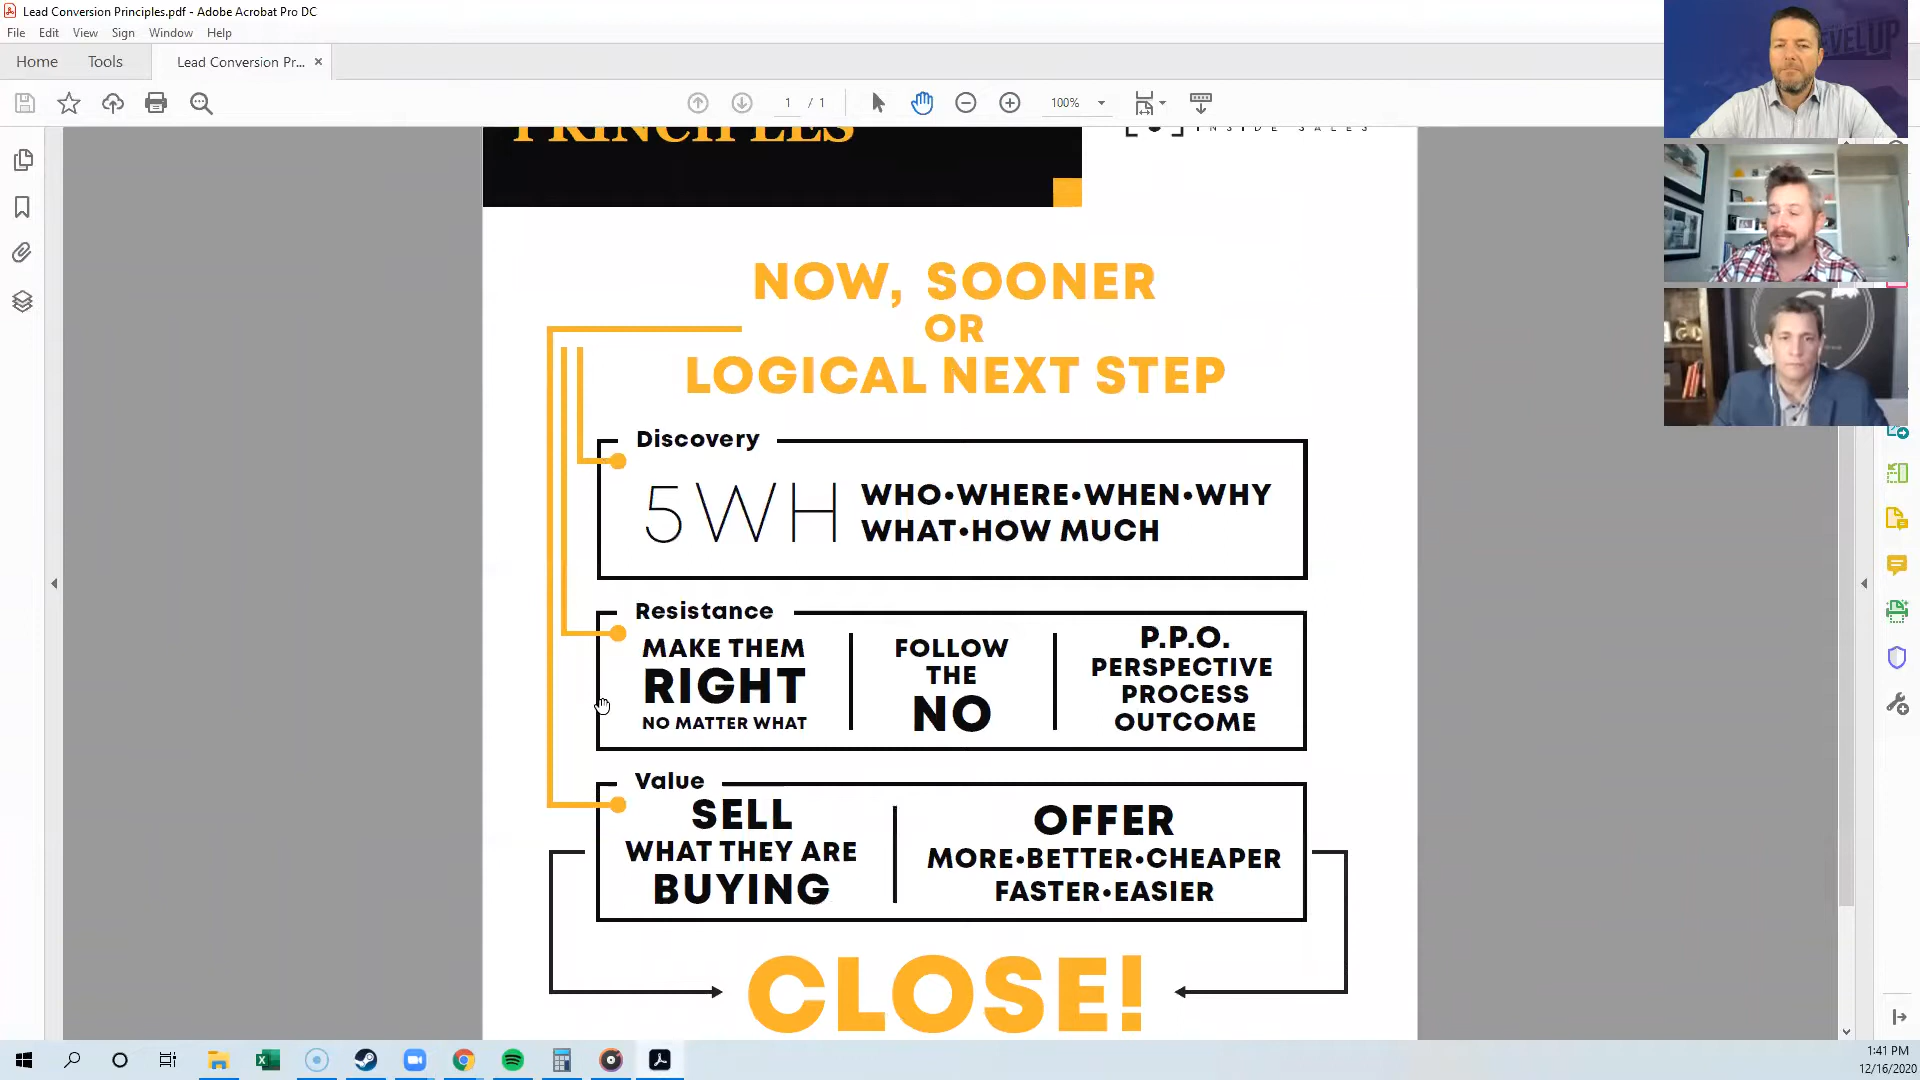 Lead Conversion Principles.pdf - Adobe Acrobat Pro DC
File Edit View Sign Window Help
Home Tools Lead Conversion Pr... ×
1 / 1 100%
PRINCIPLES
INSIDE SALES
NOW, SOONER
OR
LOGICAL NEXT STEP
Discovery
5WH
WHO•WHERE•WHEN•WHY
WHAT•HOW MUCH
Resistance
MAKE THEM
RIGHT
NO MATTER WHAT
FOLLOW
THE
NO
P.P.O.
PERSPECTIVE
PROCESS
OUTCOME
Value
SELL
WHAT THEY ARE
BUYING
OFFER
MORE•BETTER•CHEAPER
FASTER•EASIER
CLOSE!
1:41 PM
12/16/2020